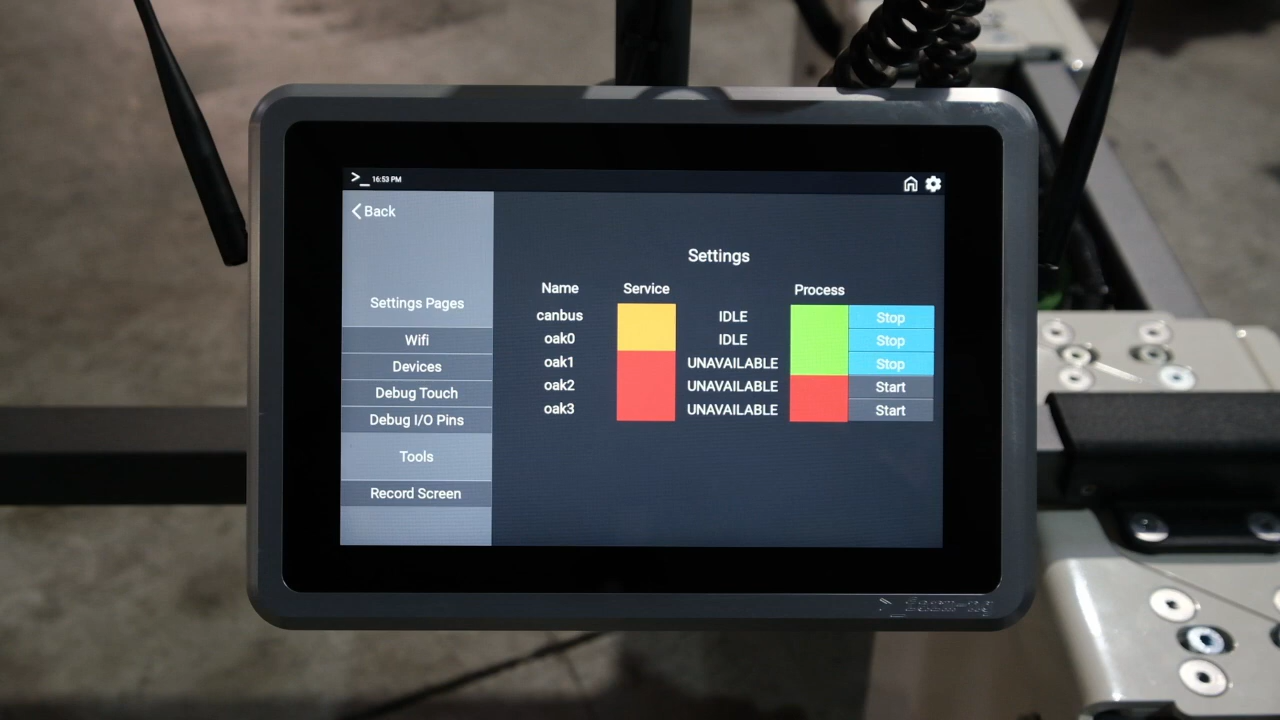 >_ 16:53 PM
Back
Settings Pages
Wifi
Devices
Debug Touch
Debug I/O Pins
Tools
Record Screen
Settings
Name Service Process
canbus IDLE Stop
oak0 IDLE Stop
oak1 UNAVAILABLE Stop
oak2 UNAVAILABLE Start
oak3 UNAVAILABLE Start